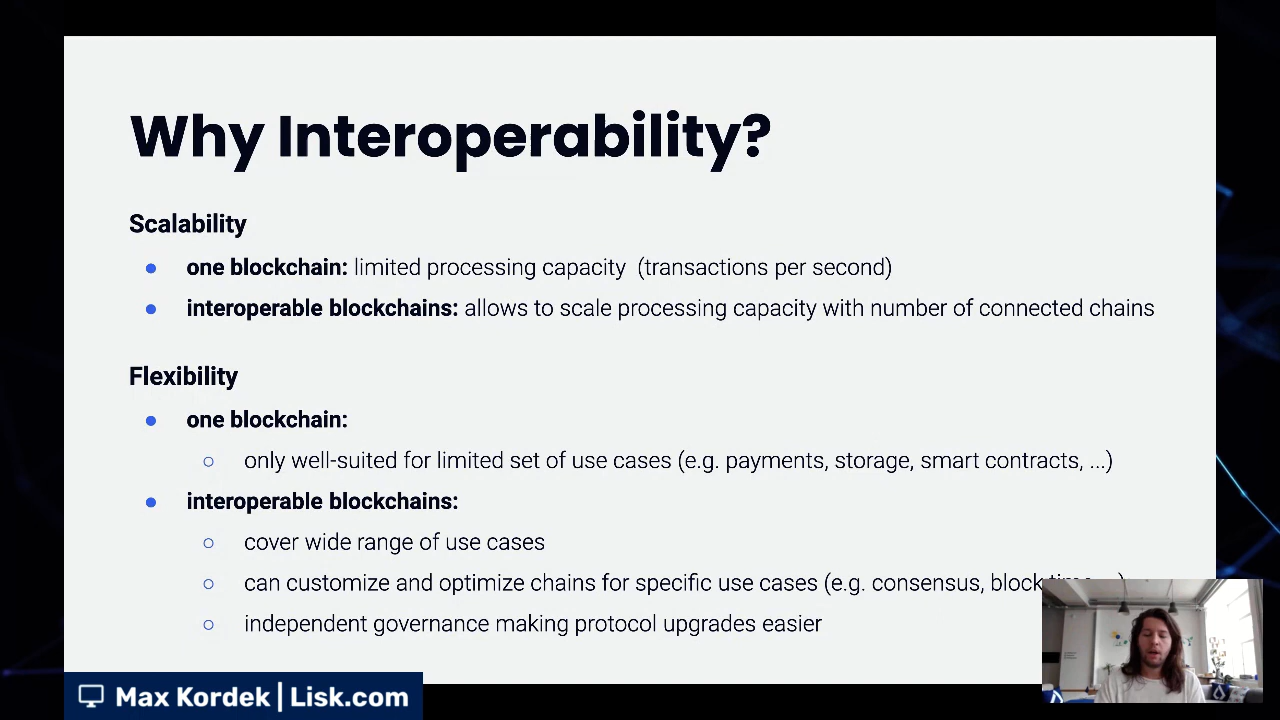 Why Interoperability?
Scalability
one blockchain: limited processing capacity (transactions per second)
interoperable blockchains: allows to scale processing capacity with number of connected chains
Flexibility
one blockchain:
only well-suited for limited set of use cases (e.g. payments, storage, smart contracts, ...)
interoperable blockchains:
cover wide range of use cases
can customize and optimize chains for specific use cases (e.g. consensus, block
independent governance making protocol upgrades easier
Max Kordek | Lisk.com